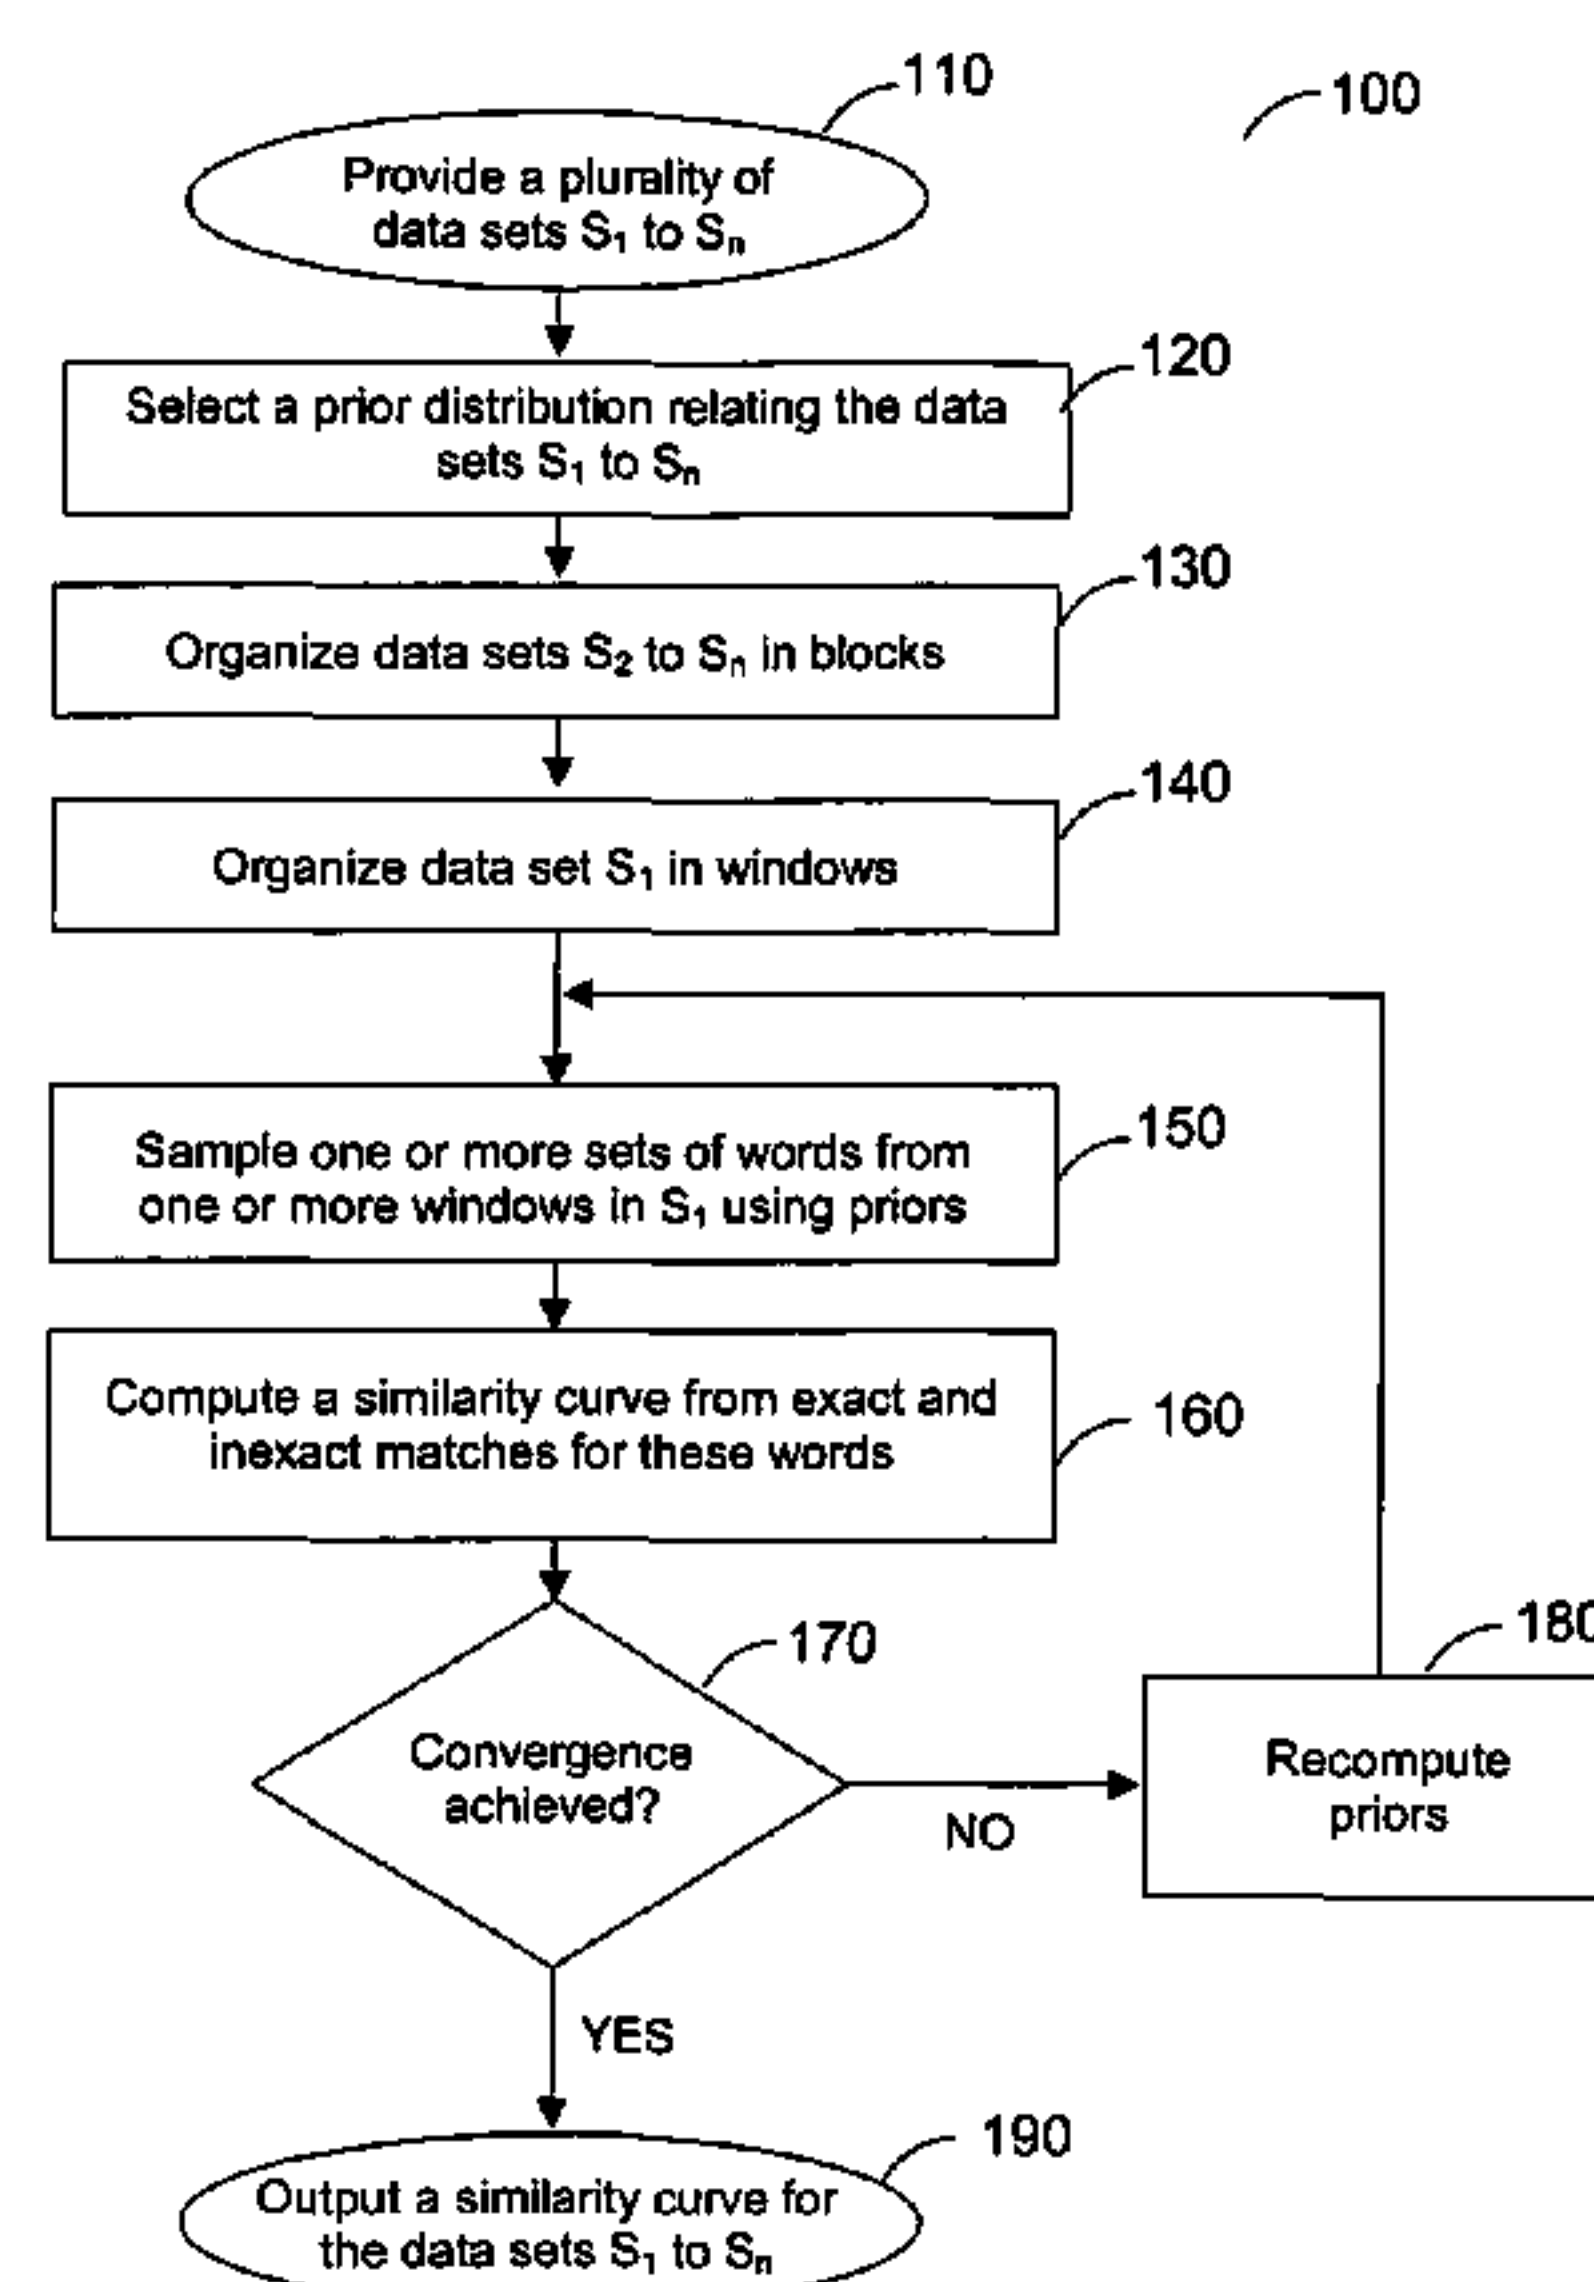 110
100
Provide a plurality of
data sets S₁ to Sₙ
120
Select a prior distribution relating the data
sets S₁ to Sₙ
130
Organize data sets S₂ to Sₙ in blocks
140
Organize data set S₁ in windows
150
Sample one or more sets of words from
one or more windows in S₁ using priors
160
Compute a similarity curve from exact and
inexact matches for these words
170
180
Convergence
achieved?
NO
Recompute
priors
YES
190
Output a similarity curve for
the data sets S₁ to Sₙ